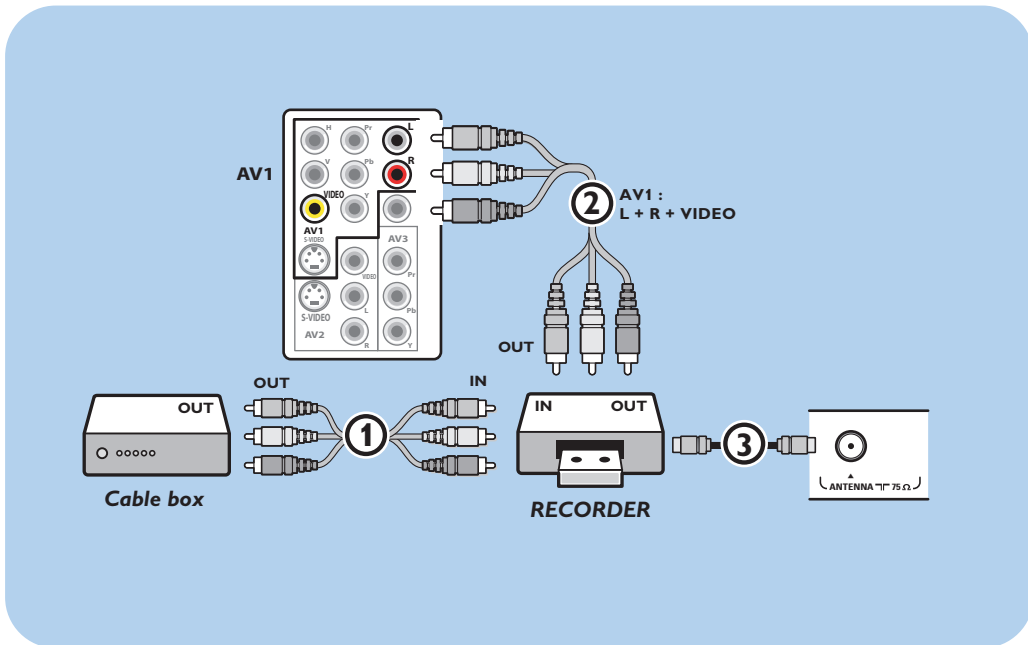 H
Pr
L
AV1
V
Pb
R
VIDEO
Y
AV1
S-VIDEO
AV3
VIDEO
Pr
S-VIDEO
L
Pb
AV2
R
Y
2
AV1 :
L + R + VIDEO
OUT
OUT
IN
OUT
1
IN
OUT
3
ANTENNA 75 Ω
Cable box
RECORDER